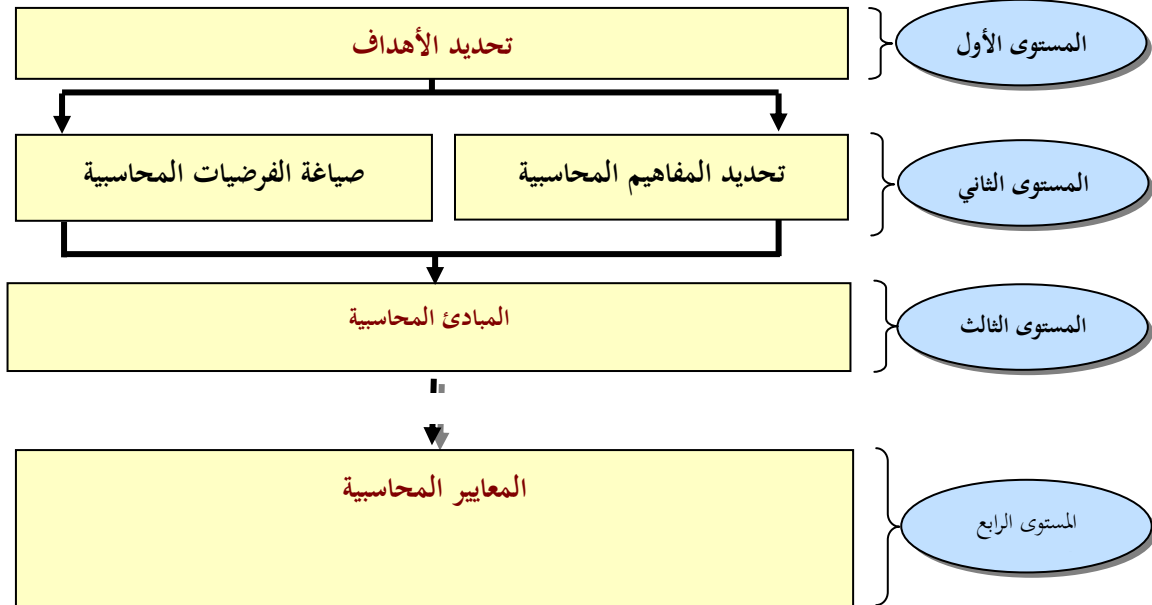 المستوى الأول
تحديد الأهداف
المستوى الثاني
تحديد المفاهيم المحاسبية
صياغة الفرضيات المحاسبية
المستوى الثالث
المبادئ المحاسبية
المستوى الرابع
المعايير المحاسبية